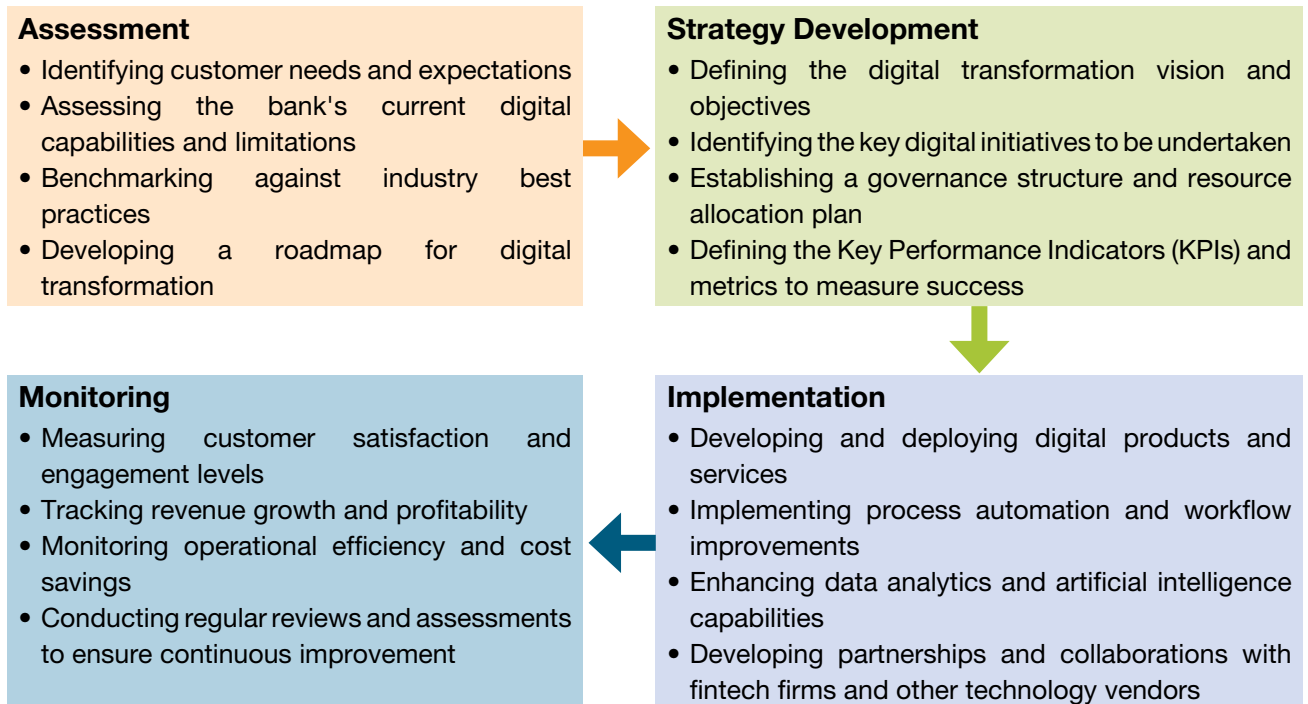 Assessment
• Identifying customer needs and expectations
• Assessing the bank's current digital
capabilities and limitations
• Benchmarking against industry best
practices
• Developing a roadmap for digital
transformation
Strategy Development
• Defining the digital transformation vision and
objectives
• Identifying the key digital initiatives to be undertaken
• Establishing a governance structure and resource
allocation plan
• Defining the Key Performance Indicators (KPIs) and
metrics to measure success
Implementation
• Developing and deploying digital products and
services
• Implementing process automation and workflow
improvements
• Enhancing data analytics and artificial intelligence
capabilities
• Developing partnerships and collaborations with
fintech firms and other technology vendors
Monitoring
• Measuring customer satisfaction and
engagement levels
• Tracking revenue growth and profitability
• Monitoring operational efficiency and cost
savings
• Conducting regular reviews and assessments
to ensure continuous improvement